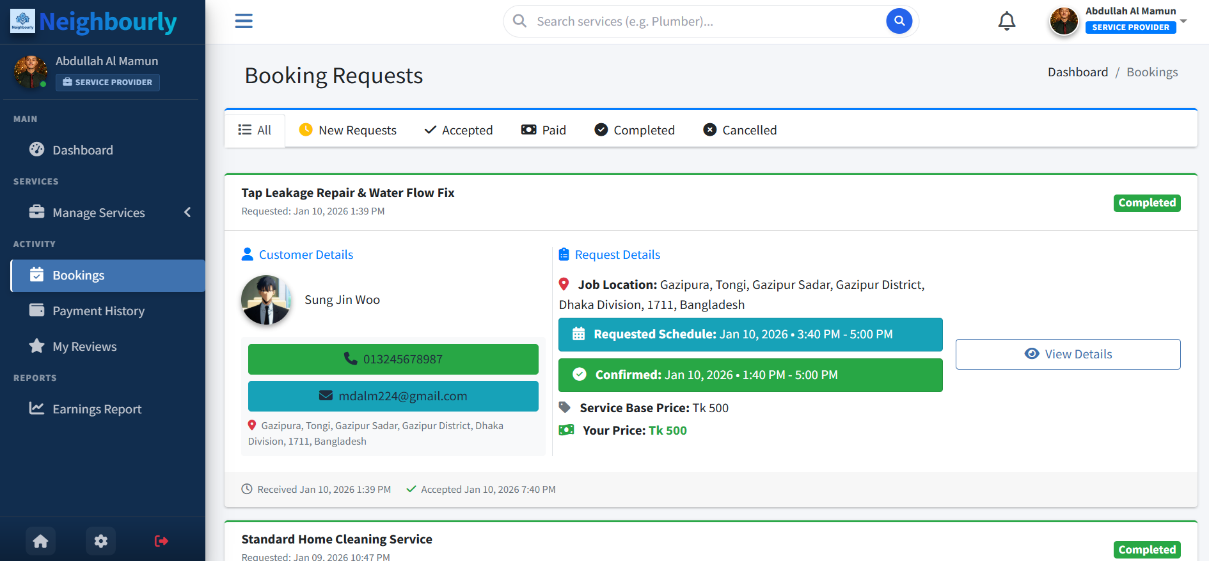 Neighbourly
Search services (e.g. Plumber)...
Abdullah Al Mamun
SERVICE PROVIDER
Abdullah Al Mamun
SERVICE PROVIDER
MAIN
Dashboard
SERVICES
Manage Services
ACTIVITY
Bookings
Payment History
My Reviews
REPORTS
Earnings Report
Booking Requests
Dashboard / Bookings
All New Requests Accepted Paid Completed Cancelled
Tap Leakage Repair & Water Flow Fix
Requested: Jan 10, 2026 1:39 PM
Completed
Customer Details
Sung Jin Woo
013245678987
mdalm224@gmail.com
Gazipura, Tongi, Gazipur Sadar, Gazipur District, Dhaka
Division, 1711, Bangladesh
Request Details
Job Location: Gazipura, Tongi, Gazipur Sadar, Gazipur District,
Dhaka Division, 1711, Bangladesh
Requested Schedule: Jan 10, 2026 • 3:40 PM - 5:00 PM
Confirmed: Jan 10, 2026 • 1:40 PM - 5:00 PM
Service Base Price: Tk 500
Your Price: Tk 500
View Details
Received Jan 10, 2026 1:39 PM Accepted Jan 10, 2026 7:40 PM
Standard Home Cleaning Service
Requested: Jan 09, 2026 10:47 PM
Completed